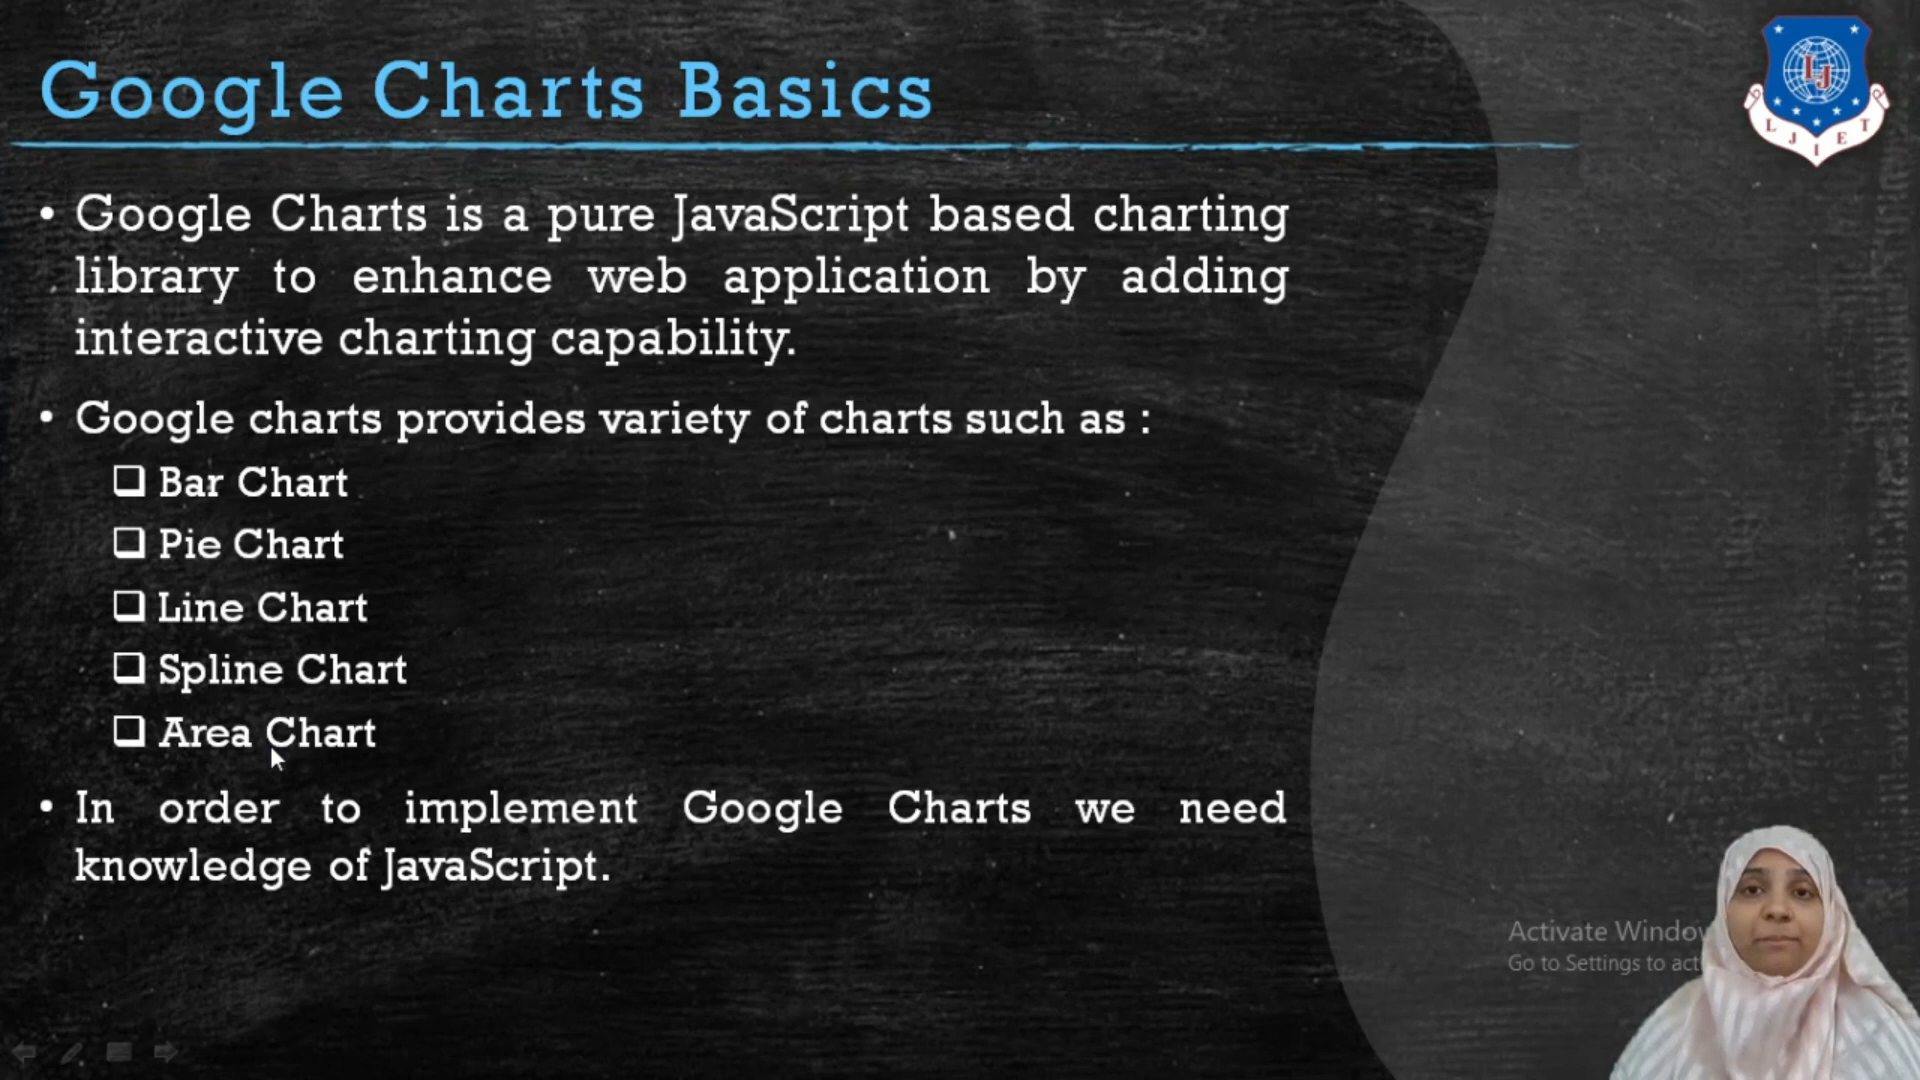 Google Charts Basics
LJ
L J I E T
• Google Charts is a pure JavaScript based charting
library to enhance web application by adding
interactive charting capability.
• Google charts provides variety of charts such as :
❑ Bar Chart
❑ Pie Chart
❑ Line Chart
❑ Spline Chart
❑ Area Chart
• In order to implement Google Charts we need
knowledge of JavaScript.
Activate
Go to Settings to